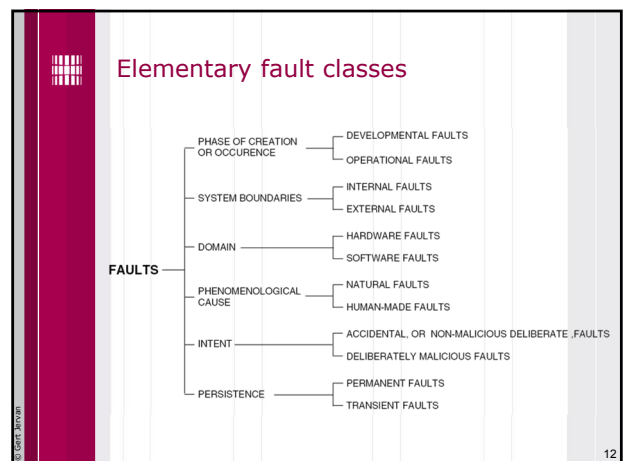 Elementary fault classes
FAULTS
PHASE OF CREATION
OR OCCURENCE
DEVELOPMENTAL FAULTS
OPERATIONAL FAULTS
SYSTEM BOUNDARIES
INTERNAL FAULTS
EXTERNAL FAULTS
DOMAIN
HARDWARE FAULTS
SOFTWARE FAULTS
PHENOMENOLOGICAL
CAUSE
NATURAL FAULTS
HUMAN-MADE FAULTS
INTENT
ACCIDENTAL, OR NON-MALICIOUS DELIBERATE ,FAULTS
DELIBERATELY MALICIOUS FAULTS
PERSISTENCE
PERMANENT FAULTS
TRANSIENT FAULTS
© Gert Jervan
12